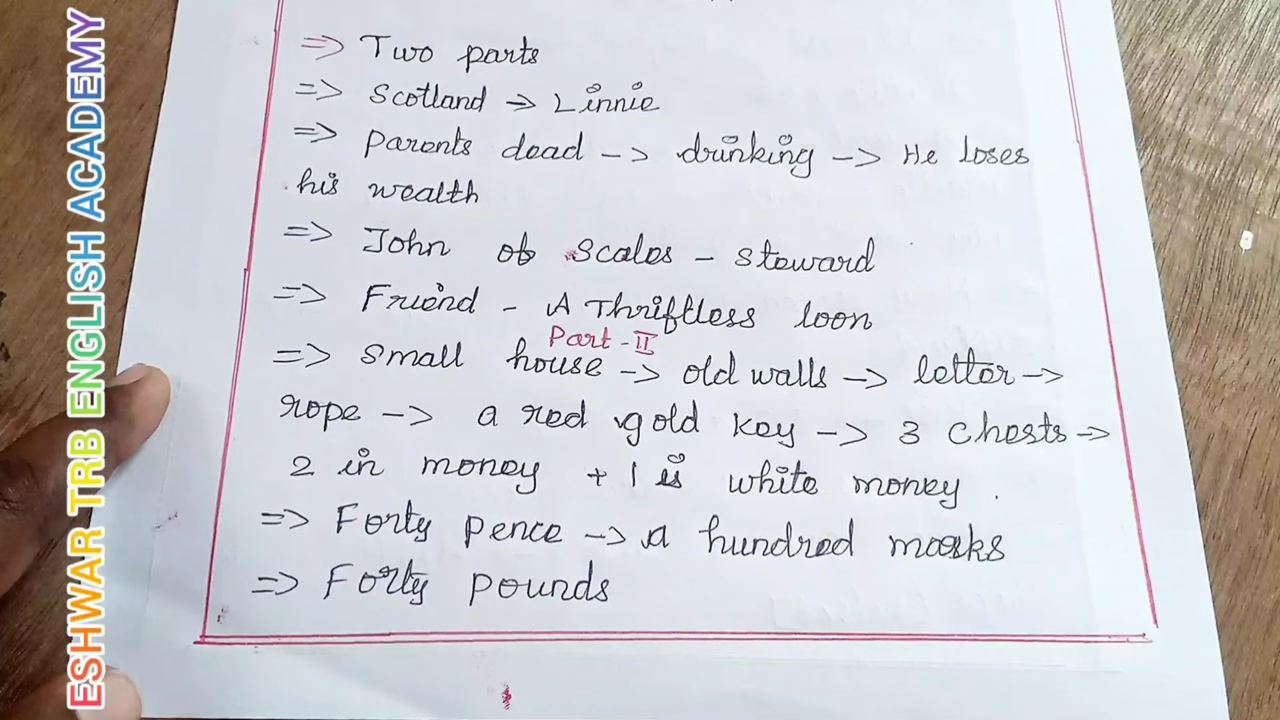 ESHWAR TRB ENGLISH ACADEMY
=> Two parts
=> Scotland -> Linnie
=> Parents dead -> drinking -> He loses
his wealth
=> John of Scales - steward
=> Friend - A Thriftless loon
Part - II
=> small house -> old walls -> letter ->
rope -> a red gold key -> 3 chests ->
2 in money + 1 is white money .
=> Forty pence -> a hundred marks
=> Forty pounds